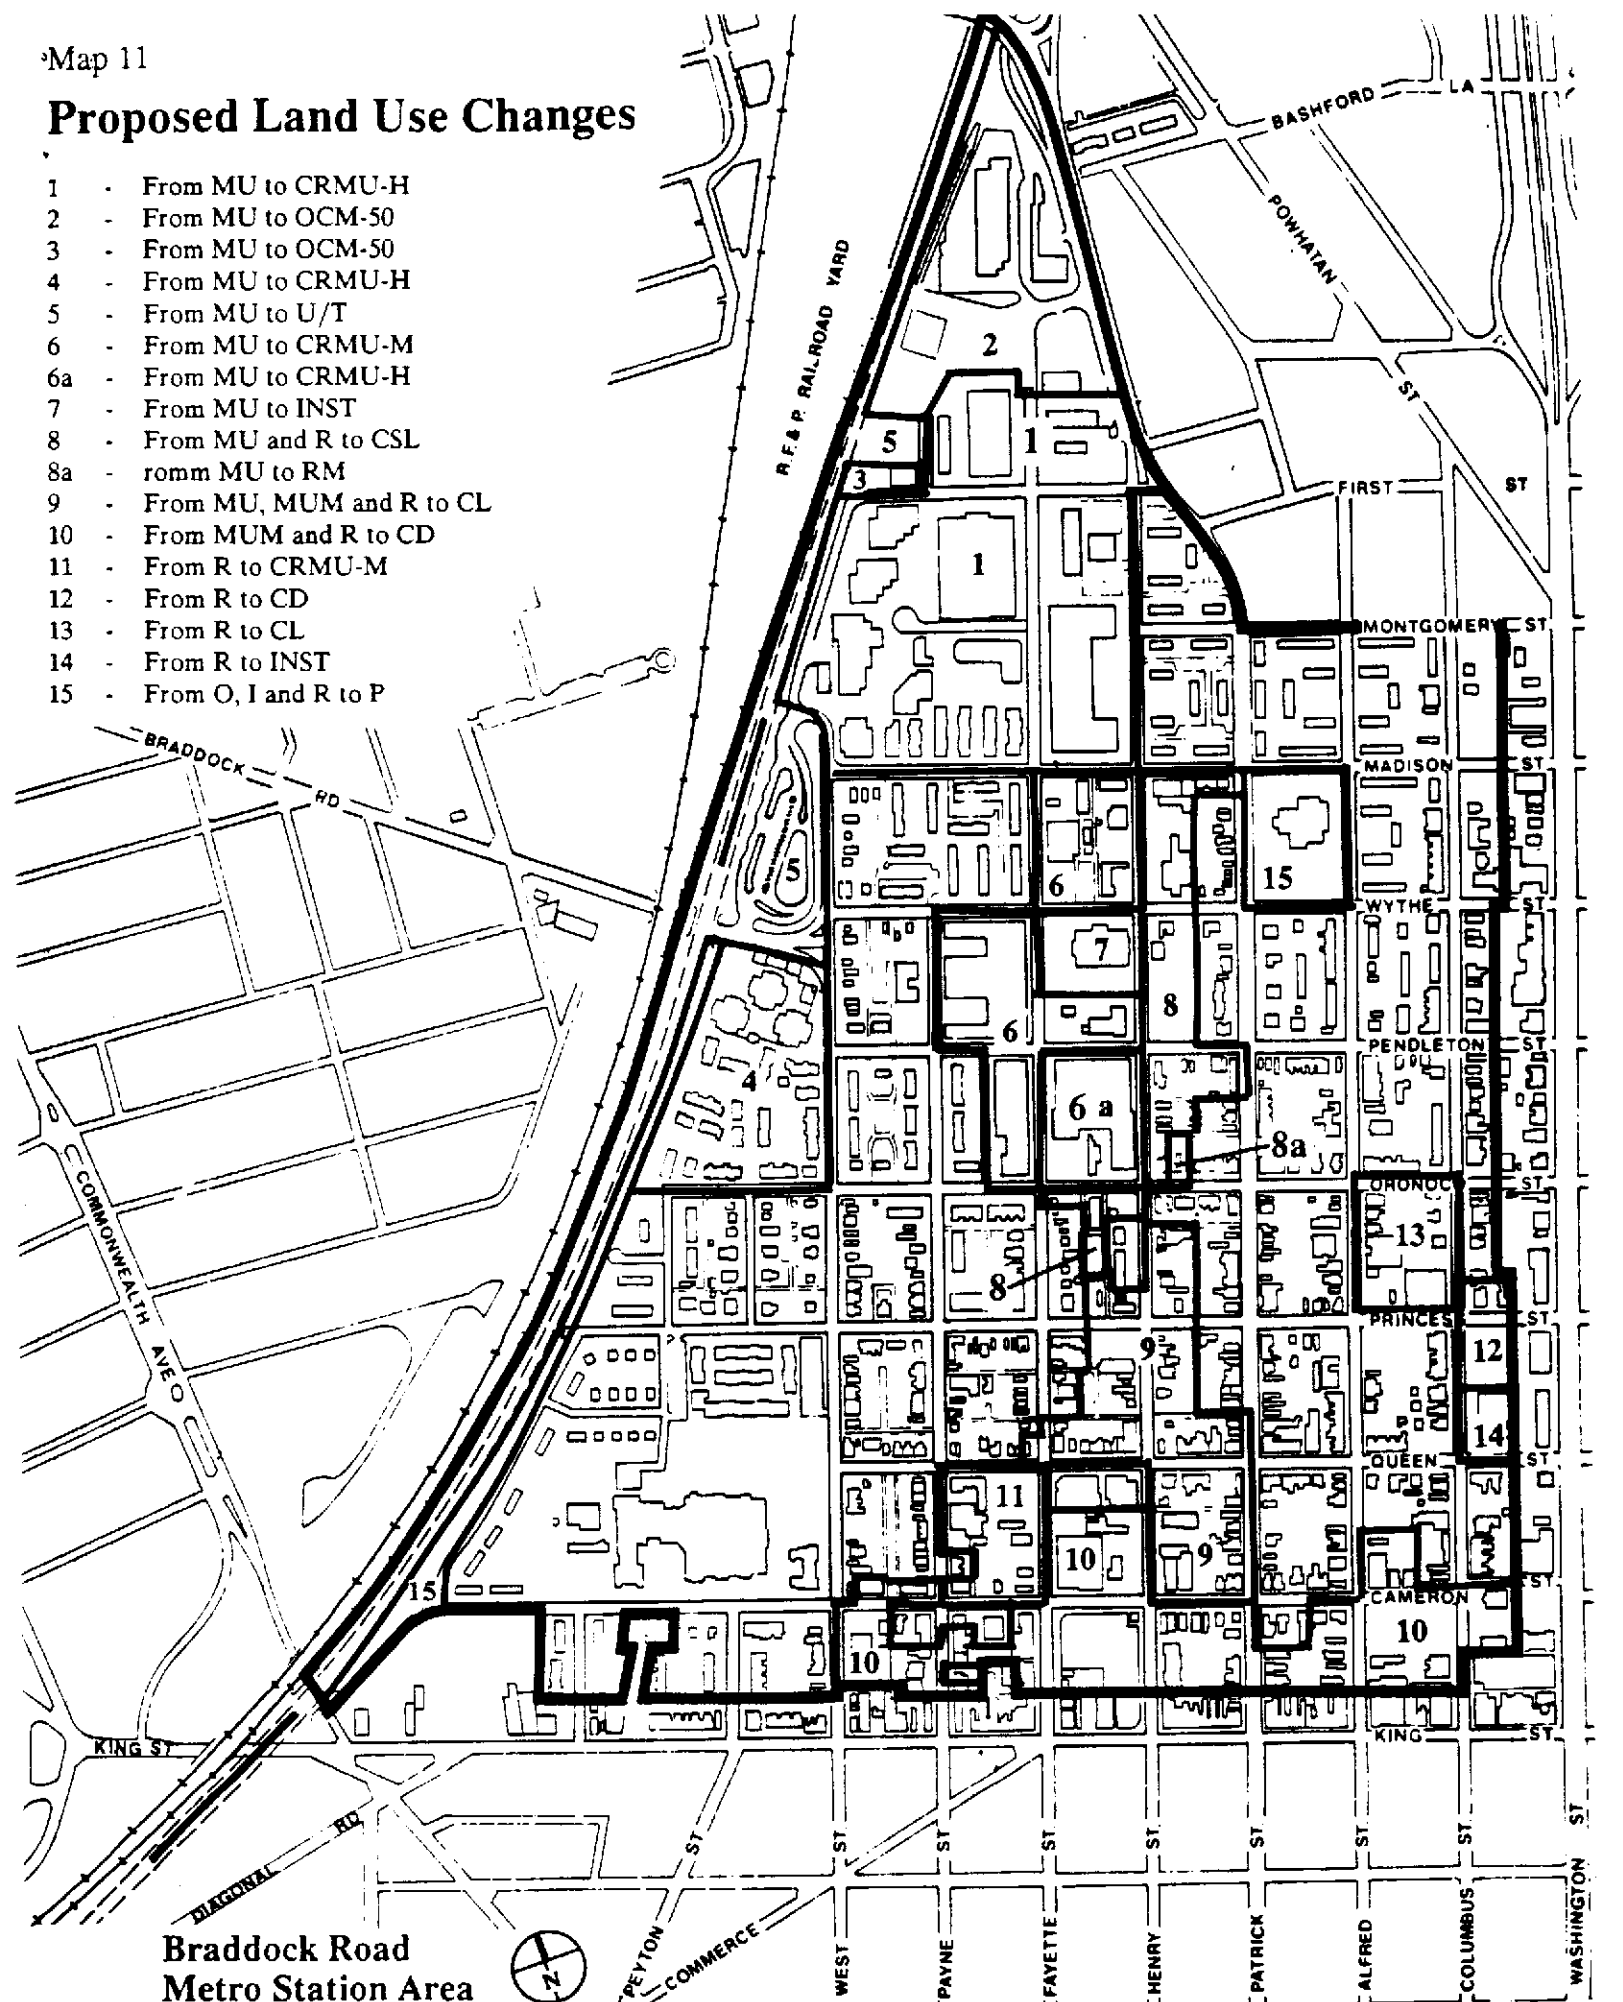 Map 11
Proposed Land Use Changes
1 - From MU to CRMU-H
2 - From MU to OCM-50
3 - From MU to OCM-50
4 - From MU to CRMU-H
5 - From MU to U/T
6 - From MU to CRMU-M
6a - From MU to CRMU-H
7 - From MU to INST
8 - From MU and R to CSL
8a - romm MU to RM
9 - From MU, MUM and R to CL
10 - From MUM and R to CD
11 - From R to CRMU-M
12 - From R to CD
13 - From R to CL
14 - From R to INST
15 - From O, I and R to P
BASHFORD LA
POWHATAN ST
R.F.& P. RAILROAD YARD
2
5
1
3
FIRST ST
1
MONTGOMERY ST
BRADDOCK RD
MADISON ST
5
6
15
WYTHE ST
7
8
6
PENDLETON ST
4
6 a
8a
COMMONWEALTH AVE
ORONOC ST
13
8
PRINCESS ST
9
12
14
QUEEN ST
11
10
9
15
CAMERON ST
10
10
KING ST
KING ST
DIAGONAL RD
PEYTON ST
COMMERCE
WEST ST
PAYNE ST
FAYETTE ST
HENRY ST
PATRICK ST
ALFRED ST
COLUMBUS ST
WASHINGTON ST
Braddock Road
Metro Station Area
N